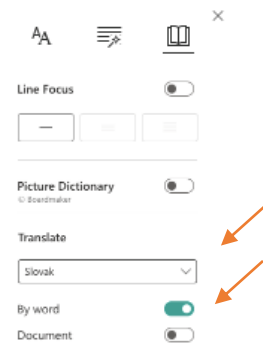 AA
Line Focus
Picture Dictionary
© Boardmaker
Translate
Slovak
By word
Document